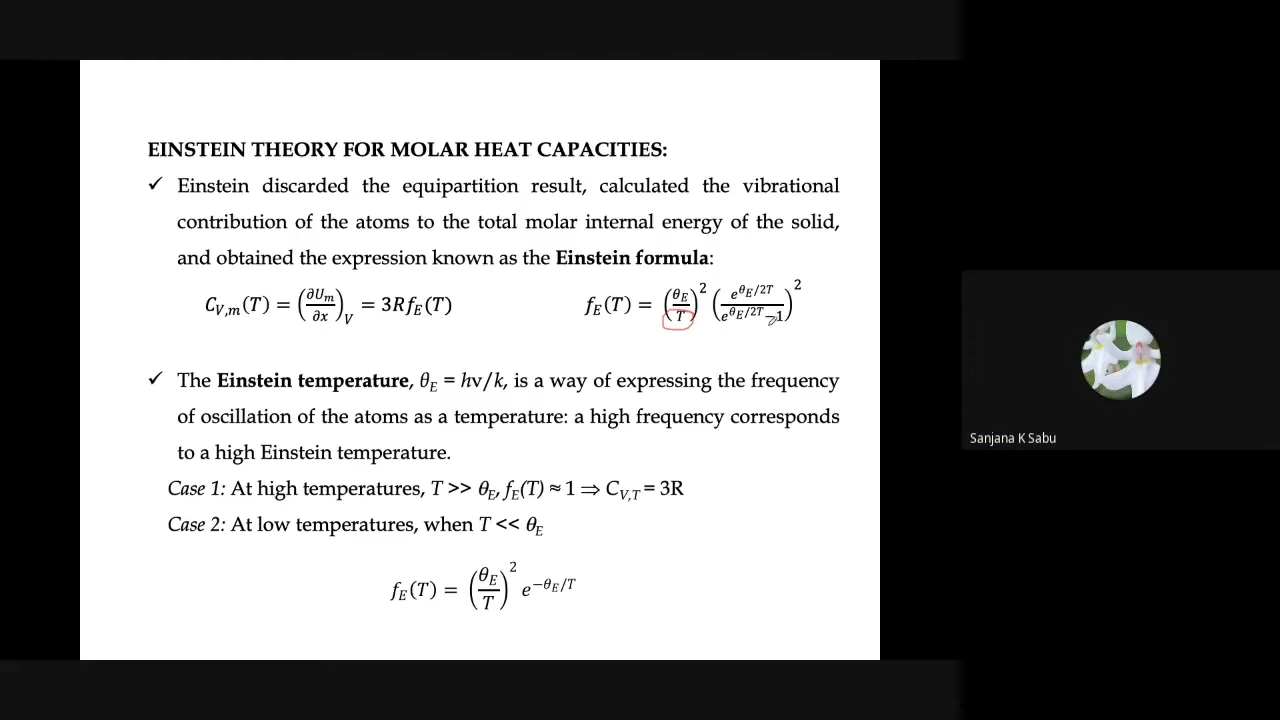 EINSTEIN THEORY FOR MOLAR HEAT CAPACITIES:
✓ Einstein discarded the equipartition result, calculated the vibrational
contribution of the atoms to the total molar internal energy of the solid,
and obtained the expression known as the Einstein formula:
C_{V,m}(T) = (∂U_m/∂x)_V = 3Rf_E(T)    f_E(T) = (θ_E/T)^2 (e^{θ_E/2T}/(e^{θ_E/2T}−1))^2
✓ The Einstein temperature, θ_E = hν/k, is a way of expressing the frequency
of oscillation of the atoms as a temperature: a high frequency corresponds
to a high Einstein temperature.
Case 1: At high temperatures, T >> θ_E, f_E(T) ≈ 1 ⇒ C_{V,T} = 3R
Case 2: At low temperatures, when T << θ_E
f_E(T) = (θ_E/T)^2 e^{−θ_E/T}
Sanjana K Sabu